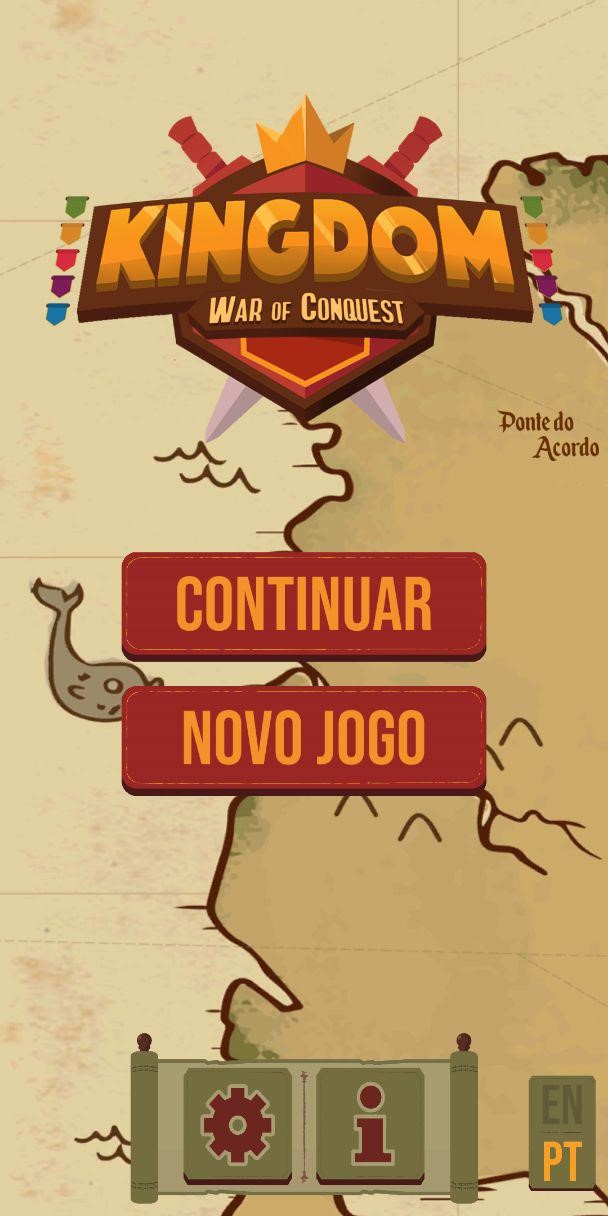 KINGDOM
WAR OF CONQUEST
Ponte do
Acordo
CONTINUAR
NOVO JOGO
EN
PT